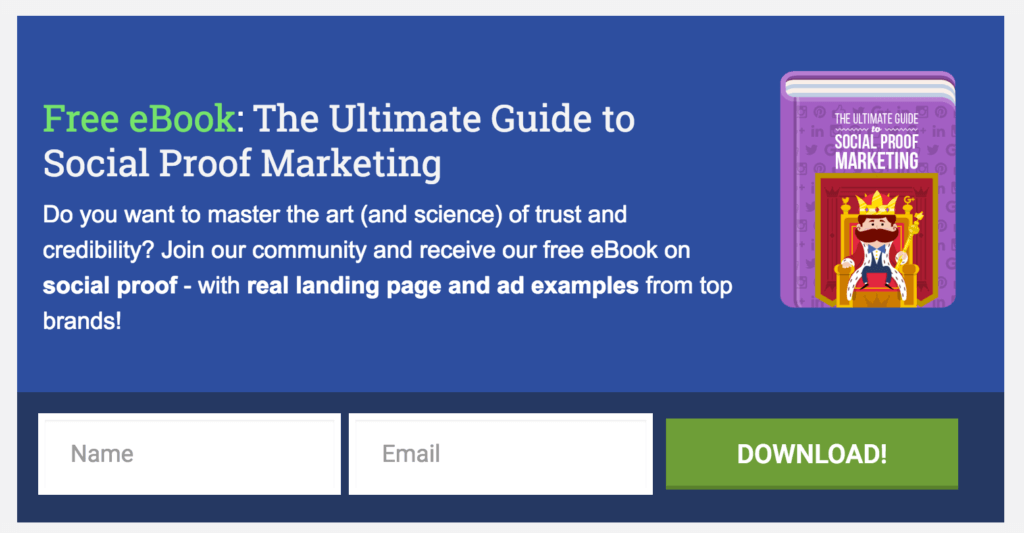 Free eBook: The Ultimate Guide to
Social Proof Marketing
Do you want to master the art (and science) of trust and
credibility? Join our community and receive our free eBook on
social proof - with real landing page and ad examples from top
brands!
THE ULTIMATE GUIDE
to
SOCIAL PROOF
MARKETING
Name
Email
DOWNLOAD!